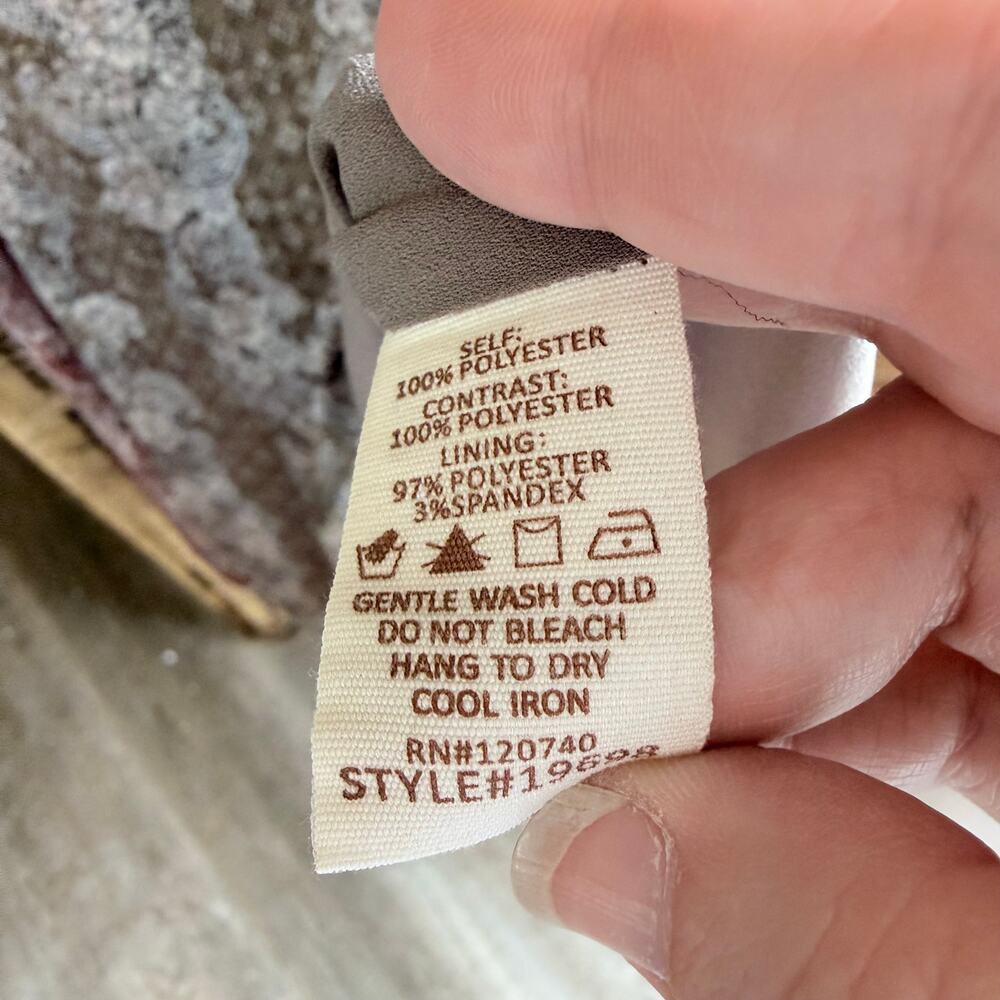 SELF:
100% POLYESTER
CONTRAST:
100% POLYESTER
LINING:
97% POLYESTER
3%SPANDEX
GENTLE WASH COLD
DO NOT BLEACH
HANG TO DRY
COOL IRON
RN#120740